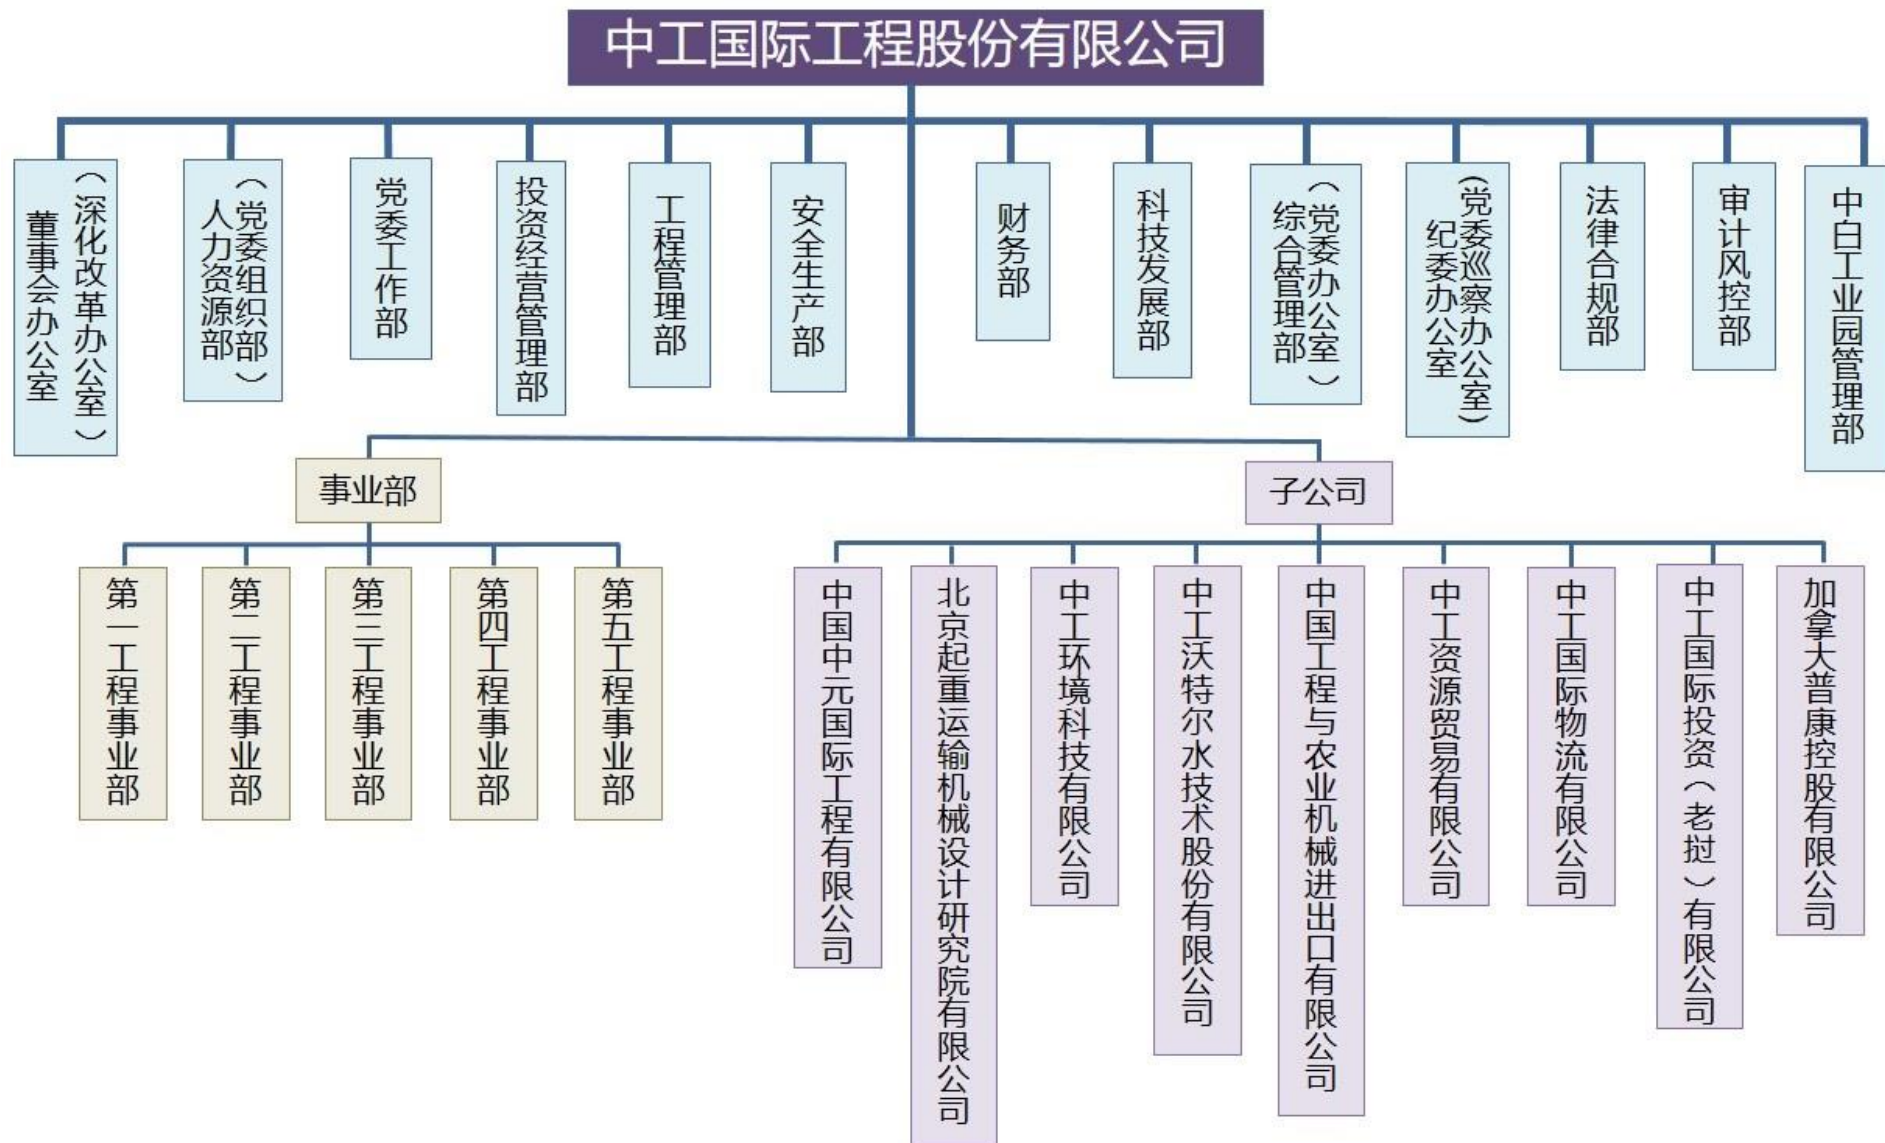 中工国际工程股份有限公司
董事会办公室
（深化改革办公室）
人力资源部
（党委组织部）
党委工作部
投资经营管理部
工程管理部
安全生产部
财务部
科技发展部
综合管理部
（党委办公室）
纪委办公室
(党委巡察办公室)
法律合规部
审计风控部
中白工业园管理部
事业部
子公司
第一工程事业部
第二工程事业部
第三工程事业部
第四工程事业部
第五工程事业部
中国中元国际工程有限公司
北京起重运输机械设计研究院有限公司
中工环境科技有限公司
中工沃特尔水技术股份有限公司
中国工程与农业机械进出口有限公司
中工资源贸易有限公司
中工国际物流有限公司
中工国际投资（老挝）有限公司
加拿大普康控股有限公司